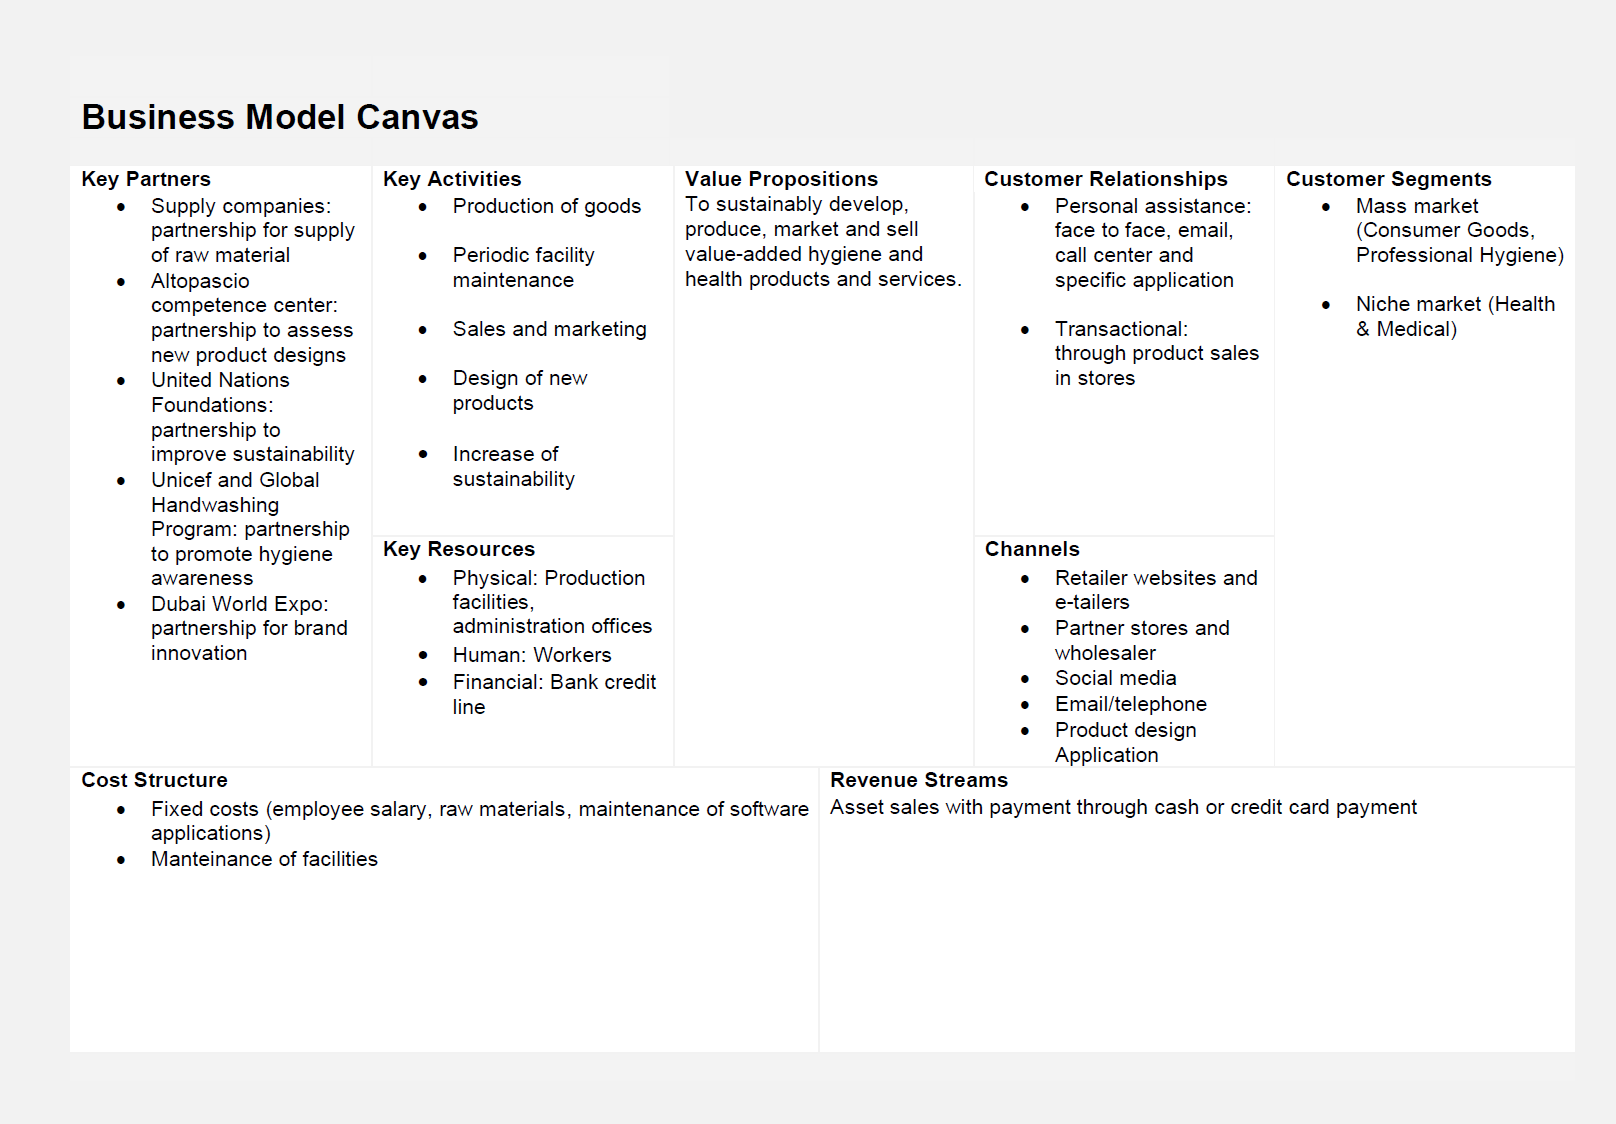 Business Model Canvas
Key Partners
• Supply companies:
partnership for supply
of raw material
• Altopascio
competence center:
partnership to assess
new product designs
• United Nations
Foundations:
partnership to
improve sustainability
• Unicef and Global
Handwashing
Program: partnership
to promote hygiene
awareness
• Dubai World Expo:
partnership for brand
innovation
Key Activities
• Production of goods
• Periodic facility
maintenance
• Sales and marketing
• Design of new
products
• Increase of
sustainability
Key Resources
• Physical: Production
facilities,
administration offices
• Human: Workers
• Financial: Bank credit
line
Value Propositions
To sustainably develop,
produce, market and sell
value-added hygiene and
health products and services.
Customer Relationships
• Personal assistance:
face to face, email,
call center and
specific application
• Transactional:
through product sales
in stores
Channels
• Retailer websites and
e-tailers
• Partner stores and
wholesaler
• Social media
• Email/telephone
• Product design
Application
Customer Segments
• Mass market
(Consumer Goods,
Professional Hygiene)
• Niche market (Health
& Medical)
Cost Structure
• Fixed costs (employee salary, raw materials, maintenance of software
applications)
• Manteinance of facilities
Revenue Streams
Asset sales with payment through cash or credit card payment